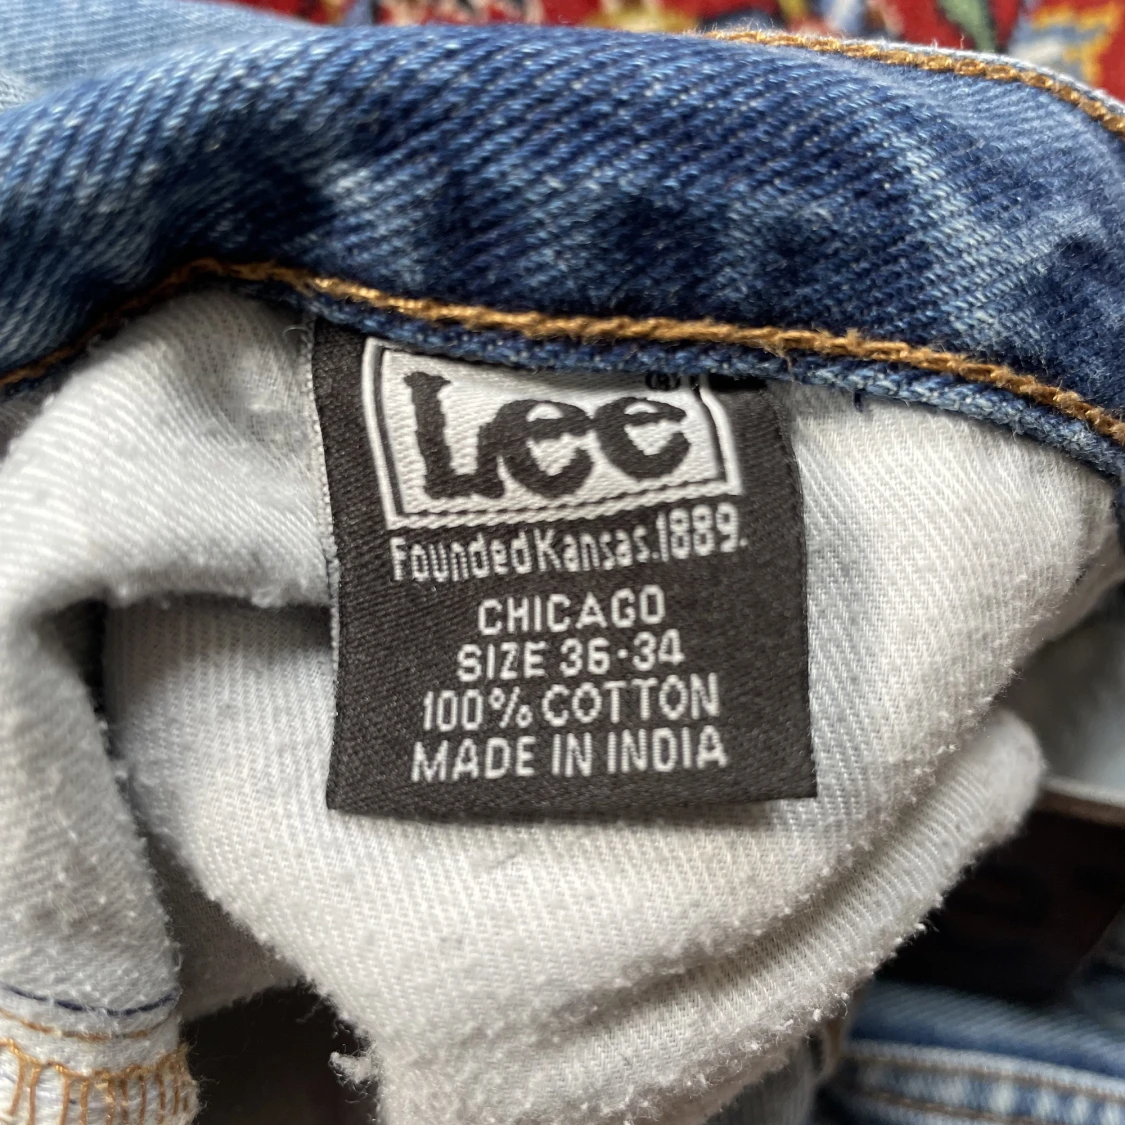 Lee ®
Founded Kansas.1889.
CHICAGO
SIZE 36-34
100% COTTON
MADE IN INDIA